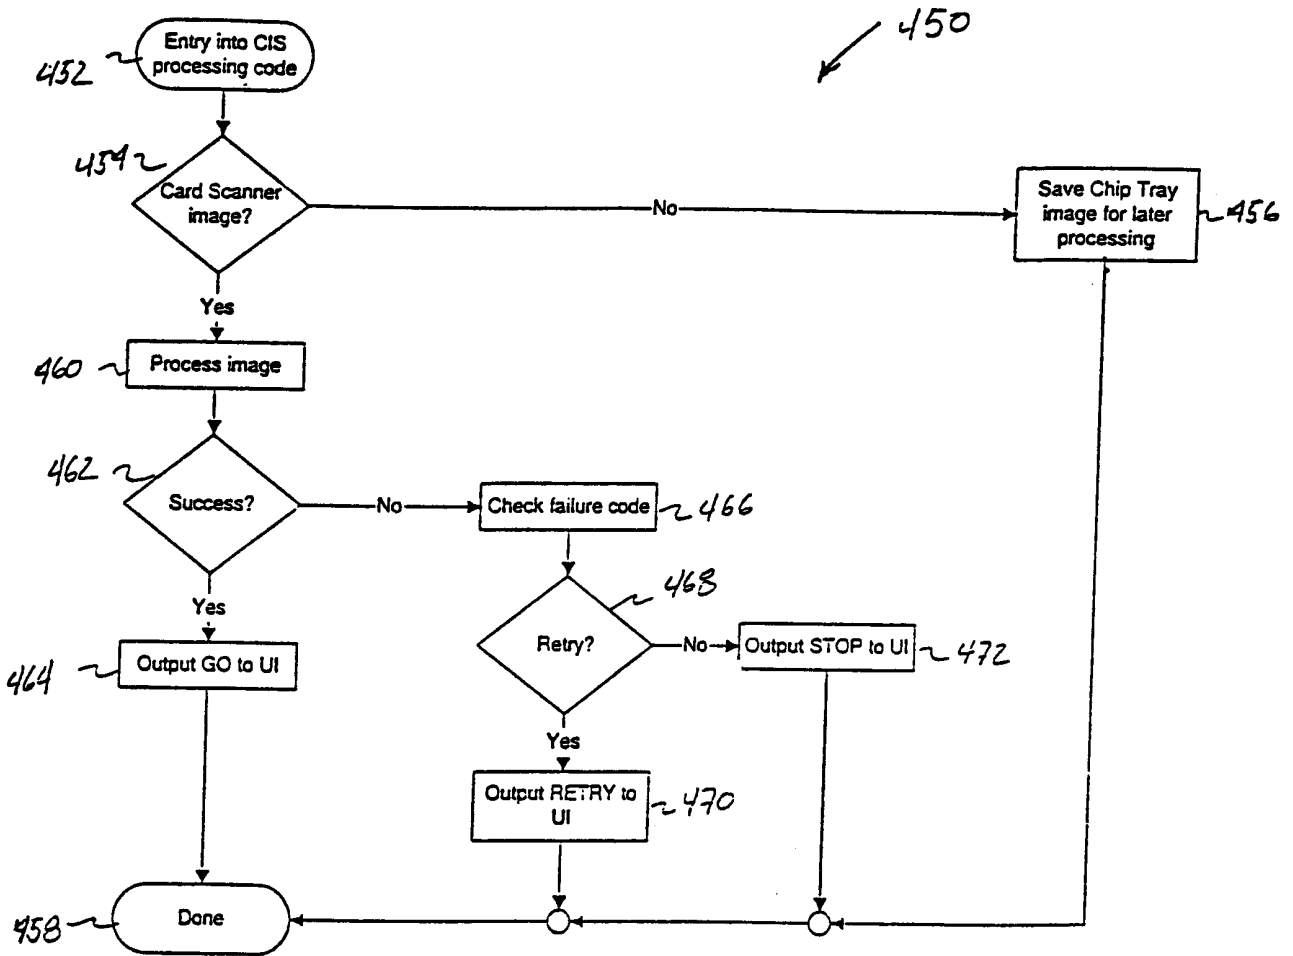 450
Entry into CIS
processing code
452
454
Card Scanner
image?
No
Save Chip Tray
image for later
processing
456
Yes
460
Process image
462
Success?
No
Check failure code
466
Yes
468
Retry?
No
Output STOP to UI
472
464
Output GO to UI
Yes
Output RETRY to
UI
470
458
Done